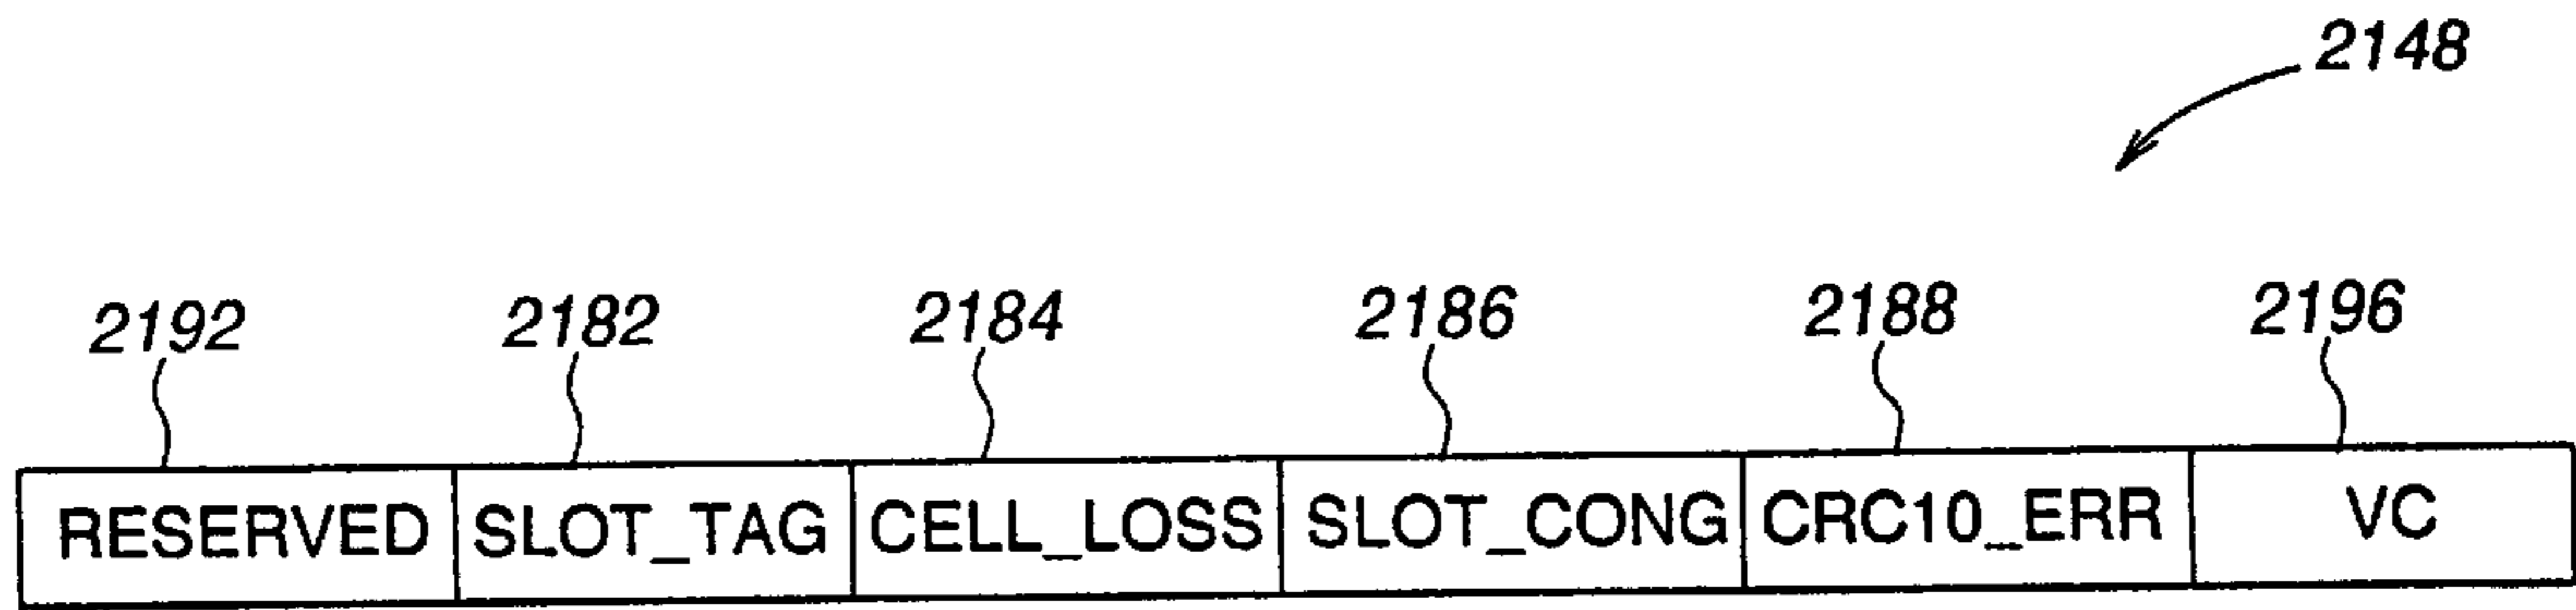 2148
2192 2182 2184 2186 2188 2196
RESERVED SLOT_TAG CELL_LOSS SLOT_CONG CRC10_ERR VC